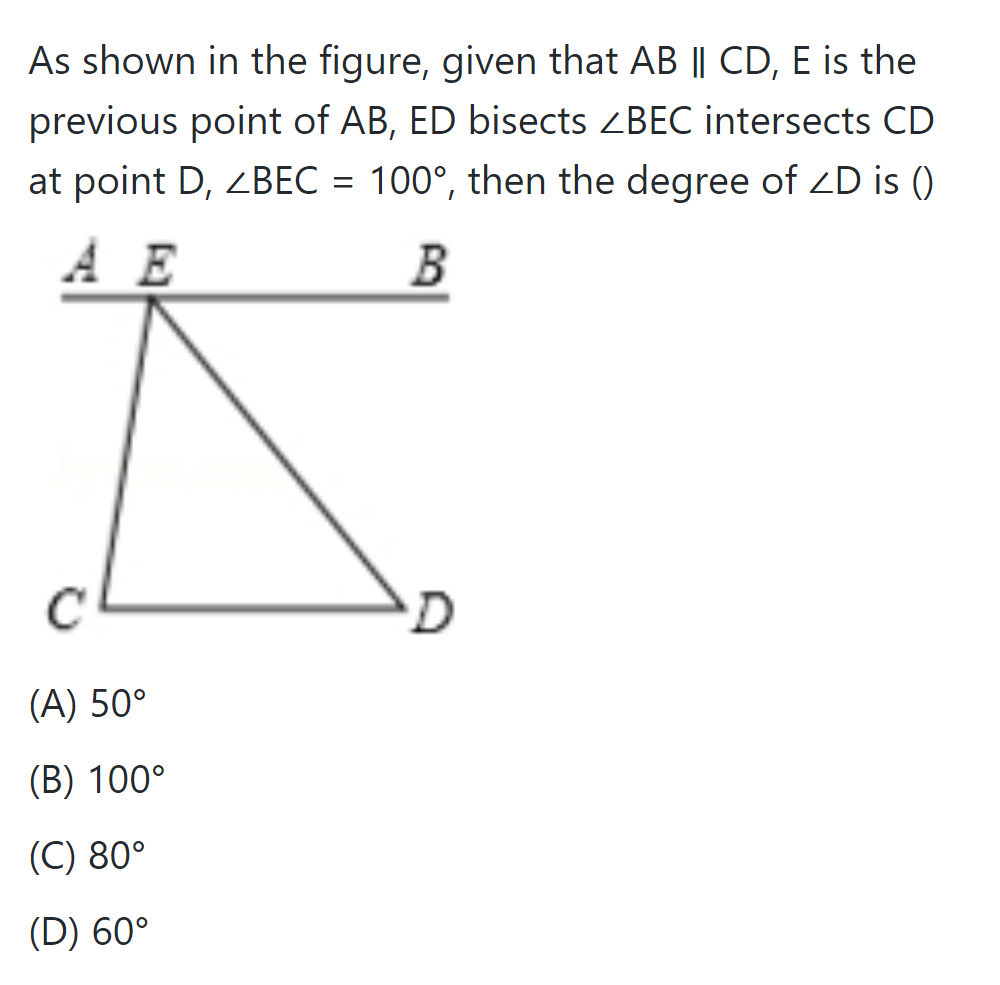 As shown in the figure, given that AB ∥ CD, E is the
previous point of AB, ED bisects ∠BEC intersects CD
at point D, ∠BEC = 100°, then the degree of ∠D is ()
A E B
C D
(A) 50°
(B) 100°
(C) 80°
(D) 60°